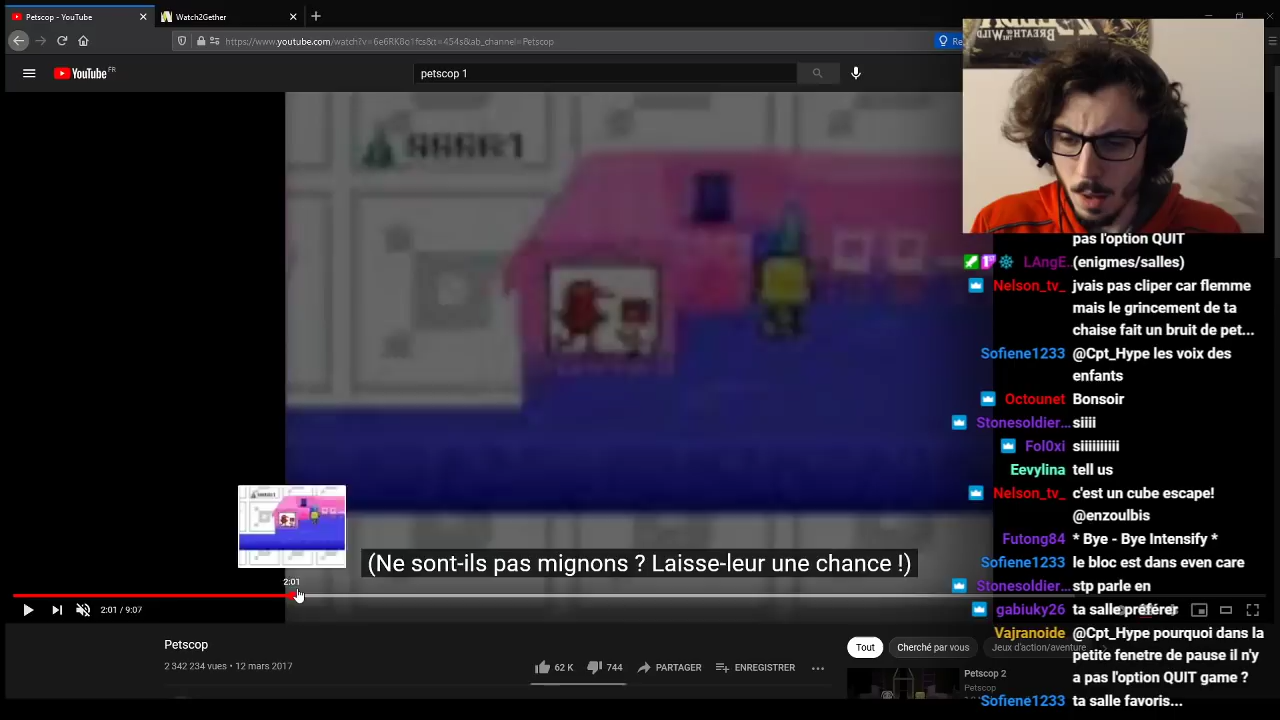 Petscop - YouTube
Watch2Gether
https://www.youtube.com/watch?v=6e6RK8o1fcs&t=454s&ab_channel=Petscop
Re
YouTube FR
petscop 1
WILD
pas l'option QUIT
LAngE.. (enigmes/salles)
Nelson_tv_ jvais pas cliper car flemme
mais le grincement de ta
chaise fait un bruit de pet...
Sofiene1233 @Cpt_Hype les voix des
enfants
Octounet Bonsoir
Stonesoldier... siiii
Fol0xi siiiiiiiiii
Eevylina tell us
Nelson_tv_ c'est un cube escape!
@enzoulbis
Futong84 * Bye - Bye Intensify *
Sofiene1233 le bloc est dans even care
Stonesoldier... stp parle en
gabiuky26 ta salle préférer
Vajranoide @Cpt_Hype pourquoi dans la
petite fenetre de pause il n'y
a pas l'option QUIT game ?
Sofiene1233 ta salle favoris...
(Ne sont-ils pas mignons ? Laisse-leur une chance !)
2:01
2:01 / 9:07
Petscop
2 342 234 vues • 12 mars 2017
62 K
744
PARTAGER
ENREGISTRER
Tout
Cherché par vous
Jeux d'action/aventure
Petscop 2
Petscop